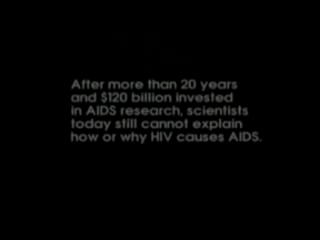 After more than 20 years
and $120 billion invested
in AIDS research, scientists
today still cannot explain
how or why HIV causes AIDS.